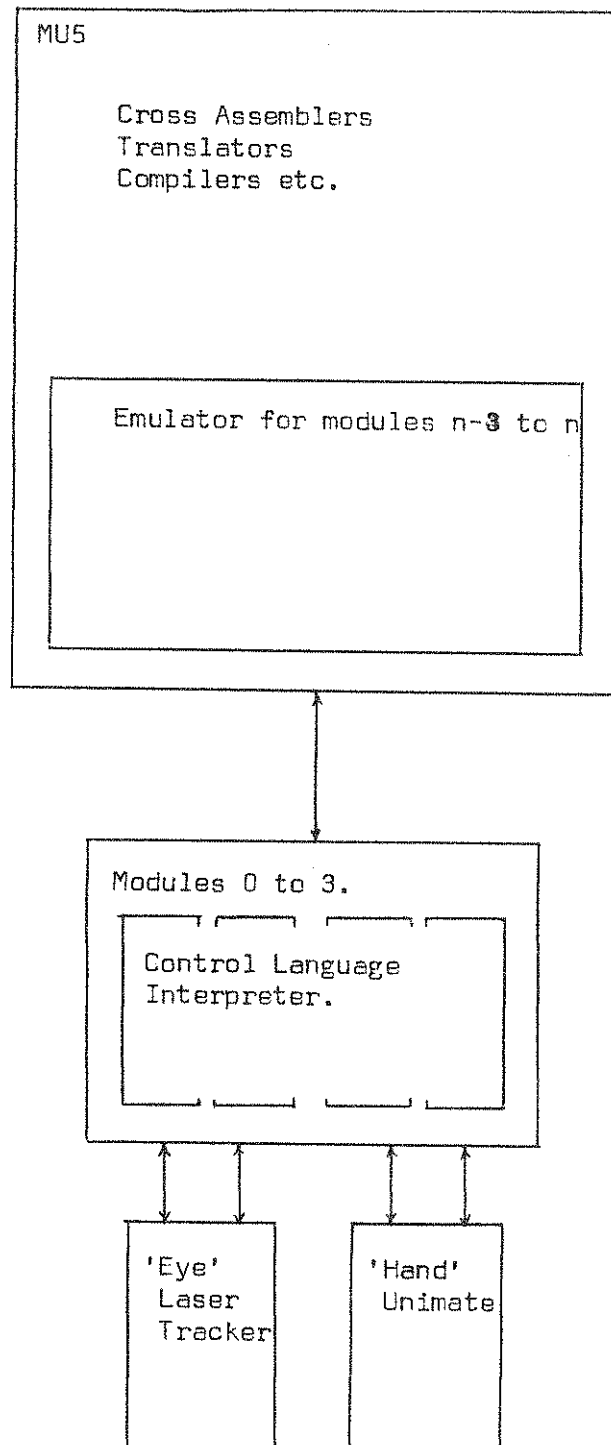 MU5
Cross Assemblers
Translators
Compilers etc.
Emulator for modules n-3 to n
Modules 0 to 3.
Control Language
Interpreter.
'Eye'
Laser
Tracker
'Hand'
Unimate